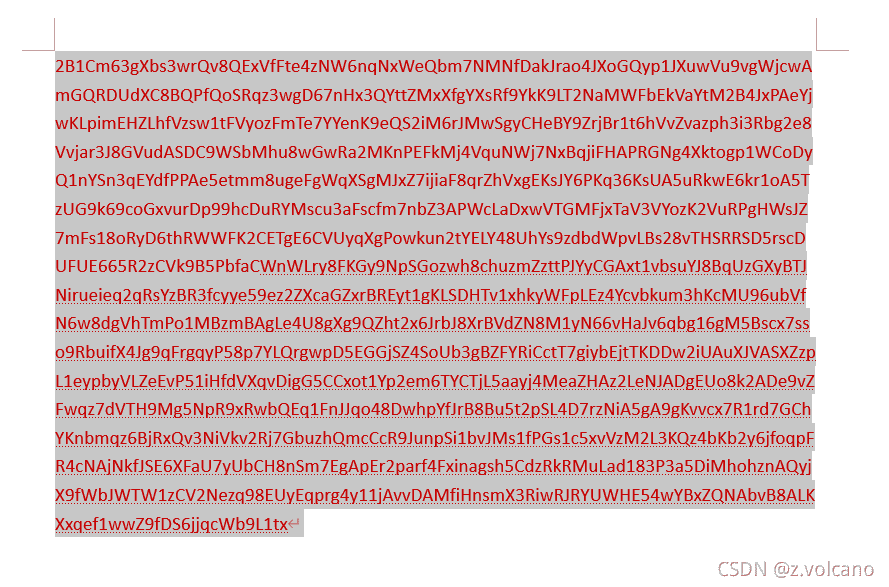 2B1Cm63gXbs3wrQv8QExVfFte4zNW6nqNxWeQbm7NMNfDakJrao4JXoGQyp1JXuwVu9vgWjcwA
mGQRDUdXC8BQPfQoSRqz3wgD67nHx3QYttZMxXfgYXsRf9YkK9LT2NaMWFbEkVaYtM2B4JxPAeYj
wKLpimEHZLhfVzsw1tFVyozFmTe7YYenK9eQS2iM6rJMwSgyCHeBY9ZrjBr1t6hVvZvazph3i3Rbg2e8
Vvjar3J8GVudASDC9WSbMhu8wGwRa2MKnPEFkMj4VquNWj7NxBqjiFHAPRGNg4Xktogp1WCoDy
Q1nYSn3qEYdfPPAe5etmm8ugeFgWqXSgMJxZ7ijiaF8qrZhVxgEKsJY6PKq36KsUA5uRkwE6kr1oA5T
zUG9k69coGxvurDp99hcDuRYMscu3aFscfm7nbZ3APWcLaDxwVTGMFjxTaV3VYozK2VuRPgHWsJZ
7mFs18oRyD6thRWWFK2CETgE6CVUyqXgPowkun2tYELY48UhYs9zdbdWpvLBs28vTHSRRSD5rscD
UFUE665R2zCVk9B5PbfaCWnWLry8FKGy9NpSGozwh8chuzmZzttPJYyCGAxt1vbsuYJ8BqUzGXyBTJ
Nirueieq2qRsYzBR3fcyye59ez2ZXcaGZxrBREyt1gKLSDHTv1xhkyWFpLEz4Ycvbkum3hKcMU96ubVf
N6w8dgVhTmPo1MBzmBAgLe4U8gXg9QZht2x6JrbJ8XrBVdZN8M1yN66vHaJv6qbg16gM5Bscx7ss
o9RbuifX4Jg9qFrgqyP58p7YLQrgwpD5EGGjSZ4SoUb3gBZFYRiCctT7giybEjtTKDDw2iUAuXJVASXZzp
L1eypbyVLZeEvP51iHfdVXqvDigG5CCxot1Yp2em6TYCTjL5aayj4MeaZHAz2LeNJADgEUo8k2ADe9vZ
Fwqz7dVTH9Mg5NpR9xRwbQEq1FnJJqo48DwhpYfJrB8Bu5t2pSL4D7rzNiA5gA9gKvvcx7R1rd7GCh
YKnbmqz6BjRxQv3NiVkv2Rj7GbuzhQmcCcR9JunpSi1bvJMs1fPGs1c5xvVzM2L3KQz4bKb2y6jfoqpF
R4cNAjNkfJSE6XFaU7yUbCH8nSm7EgApEr2parf4Fxinagsh5CdzRkRMuLad183P3a5DiMhohznAQyj
X9fWbJWTW1zCV2Nezq98EUyEqprg4y11jAvvDAMfiHnsmX3RiwRJRYUWHE54wYBxZQNAbvB8ALK
Xxqef1wwZ9fDS6jjqcWb9L1tx
CSDN @z.volcano